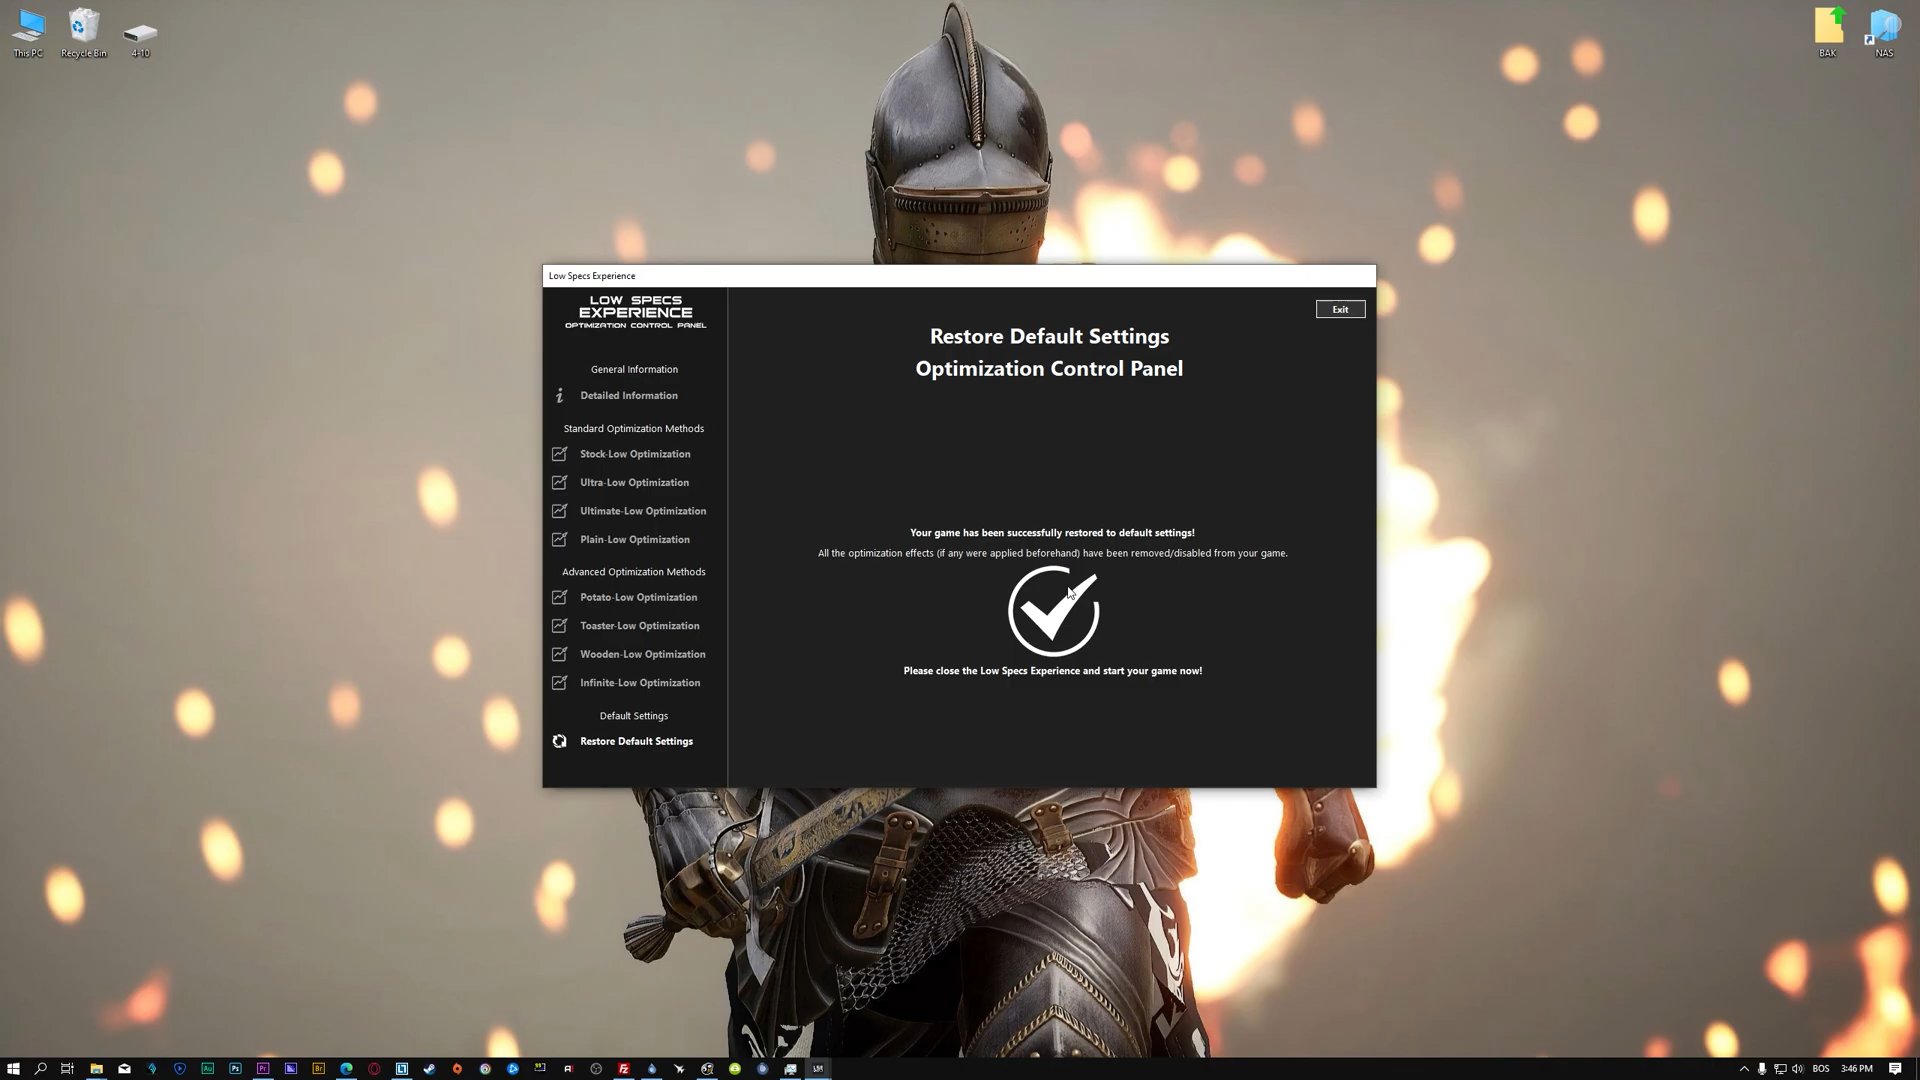 This PC
Recycle Bin
4-10
BAK
NAS
Low Specs Experience
LOW SPECS
EXPERIENCE
OPTIMIZATION CONTROL PANEL
General Information
Detailed Information
Standard Optimization Methods
Stock-Low Optimization
Ultra-Low Optimization
Ultimate-Low Optimization
Plain-Low Optimization
Advanced Optimization Methods
Potato-Low Optimization
Toaster-Low Optimization
Wooden-Low Optimization
Infinite-Low Optimization
Default Settings
Restore Default Settings
Exit
Restore Default Settings
Optimization Control Panel
Your game has been successfully restored to default settings!
All the optimization effects (if any were applied beforehand) have been removed/disabled from your game.
Please close the Low Specs Experience and start your game now!
Au
Ps
Pr
Br
Fz
BOS
3:46 PM